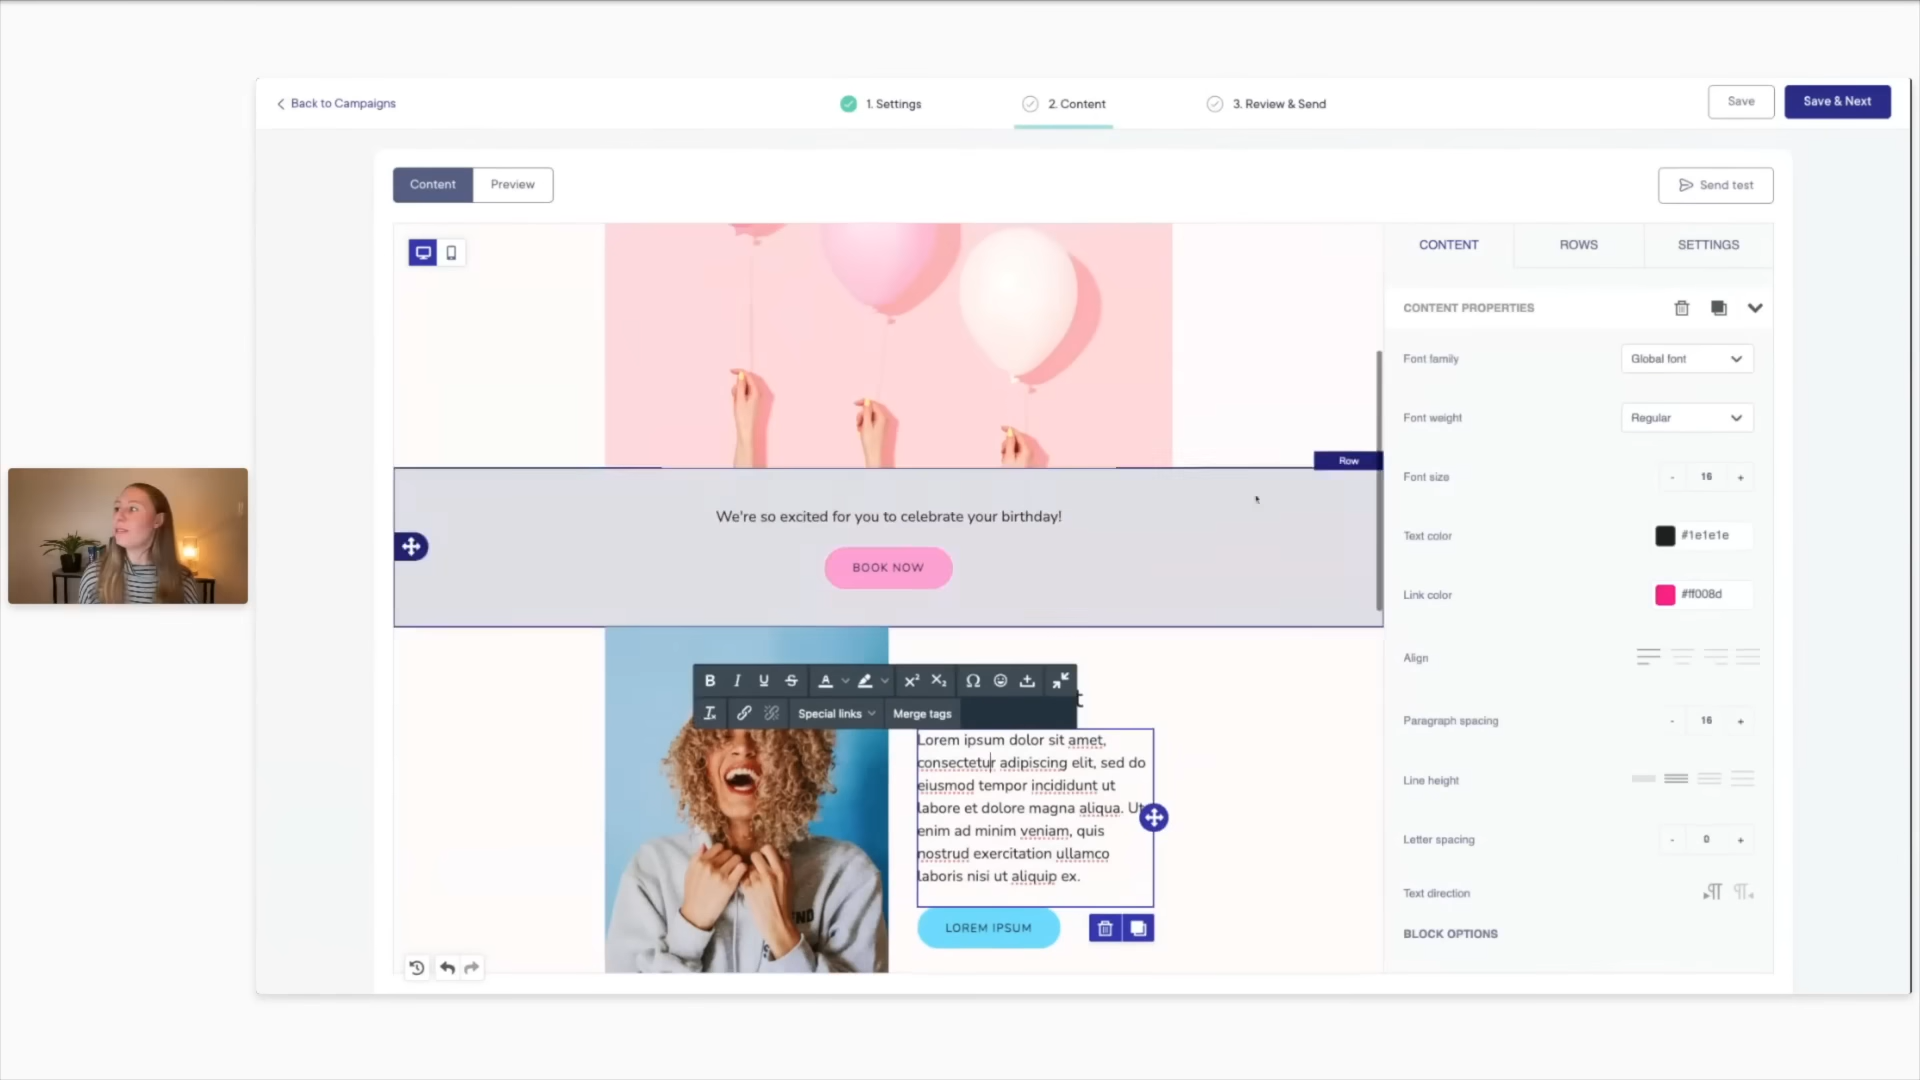 Back to Campaigns
1. Settings
2. Content
3. Review & Send
Save
Save & Next
Content
Preview
Send test
CONTENT
ROWS
SETTINGS
CONTENT PROPERTIES
Font family
Global font
Font weight
Regular
Row
Font size
- 16 +
We're so excited for you to celebrate your birthday!
Text color
#1e1e1e
BOOK NOW
Link color
#ff008d
Align
B I U S A X² X₂ Ω
Special links
Merge tags
t
Paragraph spacing
- 16 +
Lorem ipsum dolor sit amet,
consectetur adipiscing elit, sed do
eiusmod tempor incididunt ut
labore et dolore magna aliqua. Ut
enim ad minim veniam, quis
nostrud exercitation ullamco
laboris nisi ut aliquip ex.
Line height
Letter spacing
- 0 +
Text direction
LOREM IPSUM
BLOCK OPTIONS